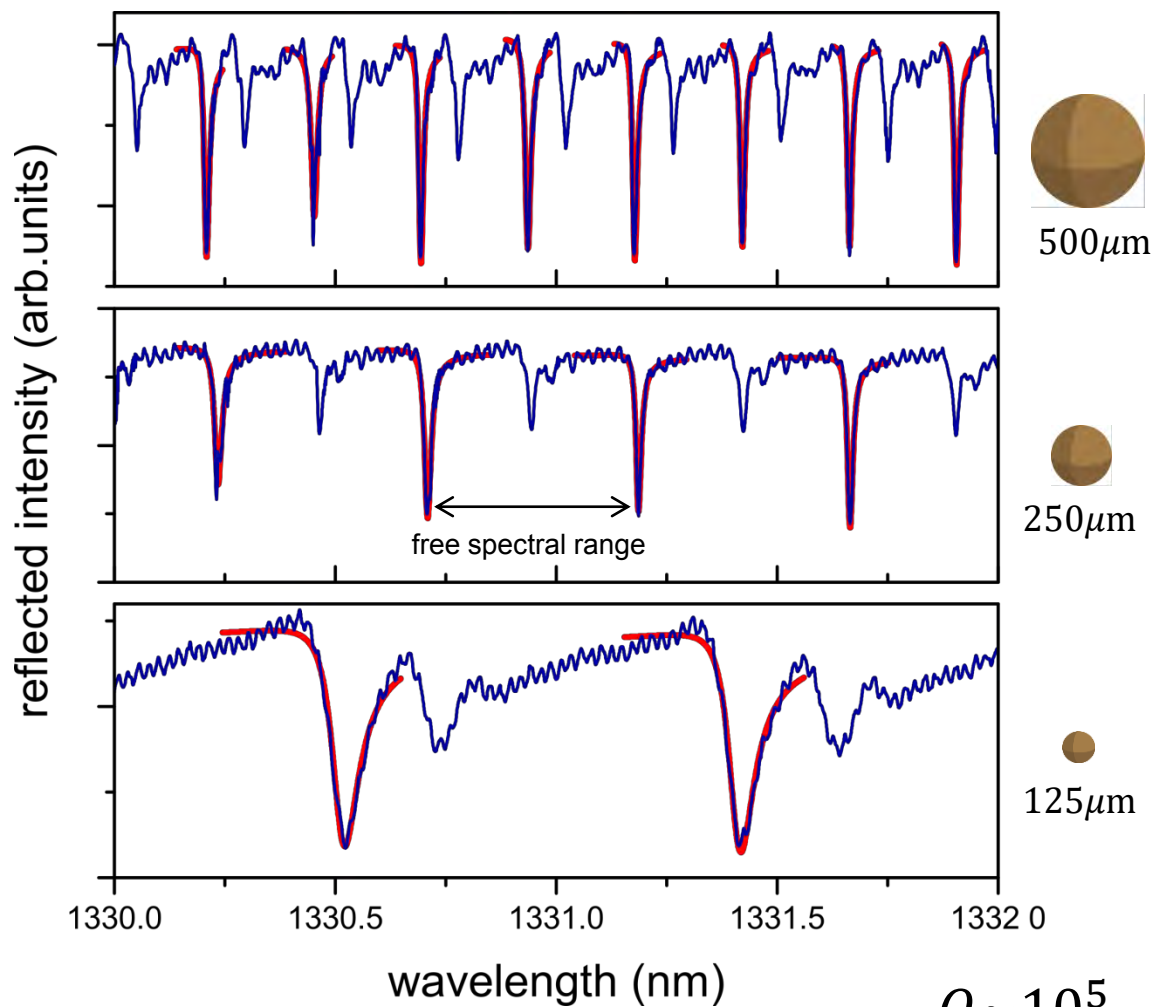 reflected intensity (arb.units)
500μm
250μm
free spectral range
125μm
1330.0 1330.5 1331.0 1331.5 1332 0
wavelength (nm)